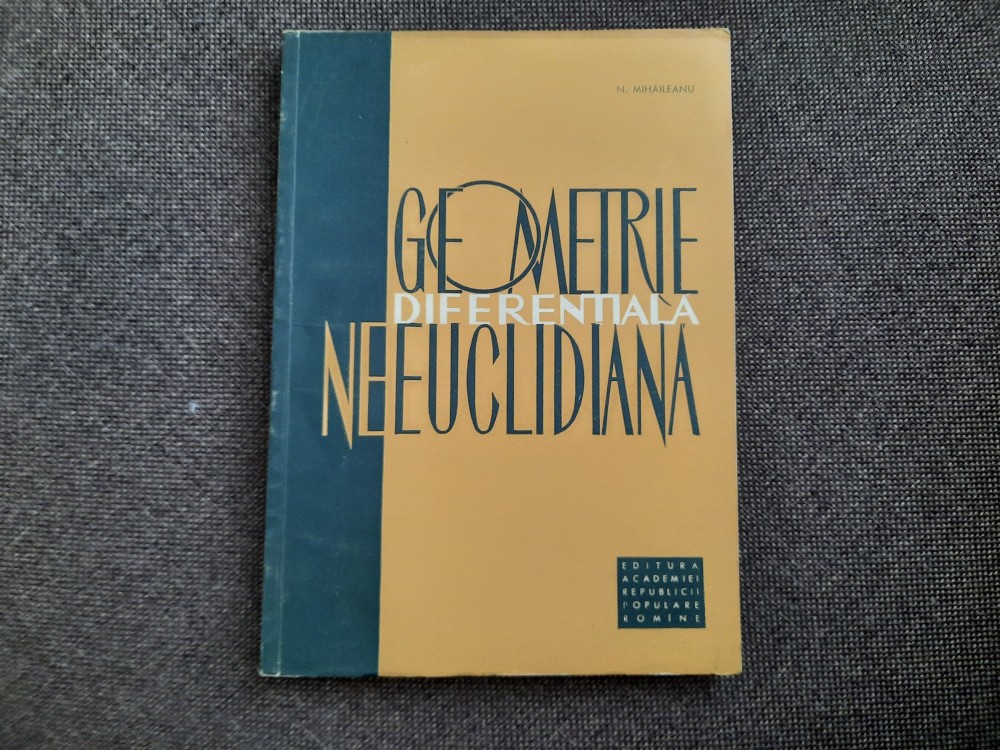 N. MIHĂILEANU
GEOMETRIE
DIFERENȚIALĂ
NEEUCLIDIANĂ
EDITURA
ACADEMIEI
REPUBLICII
POPULARE
ROMÎNE